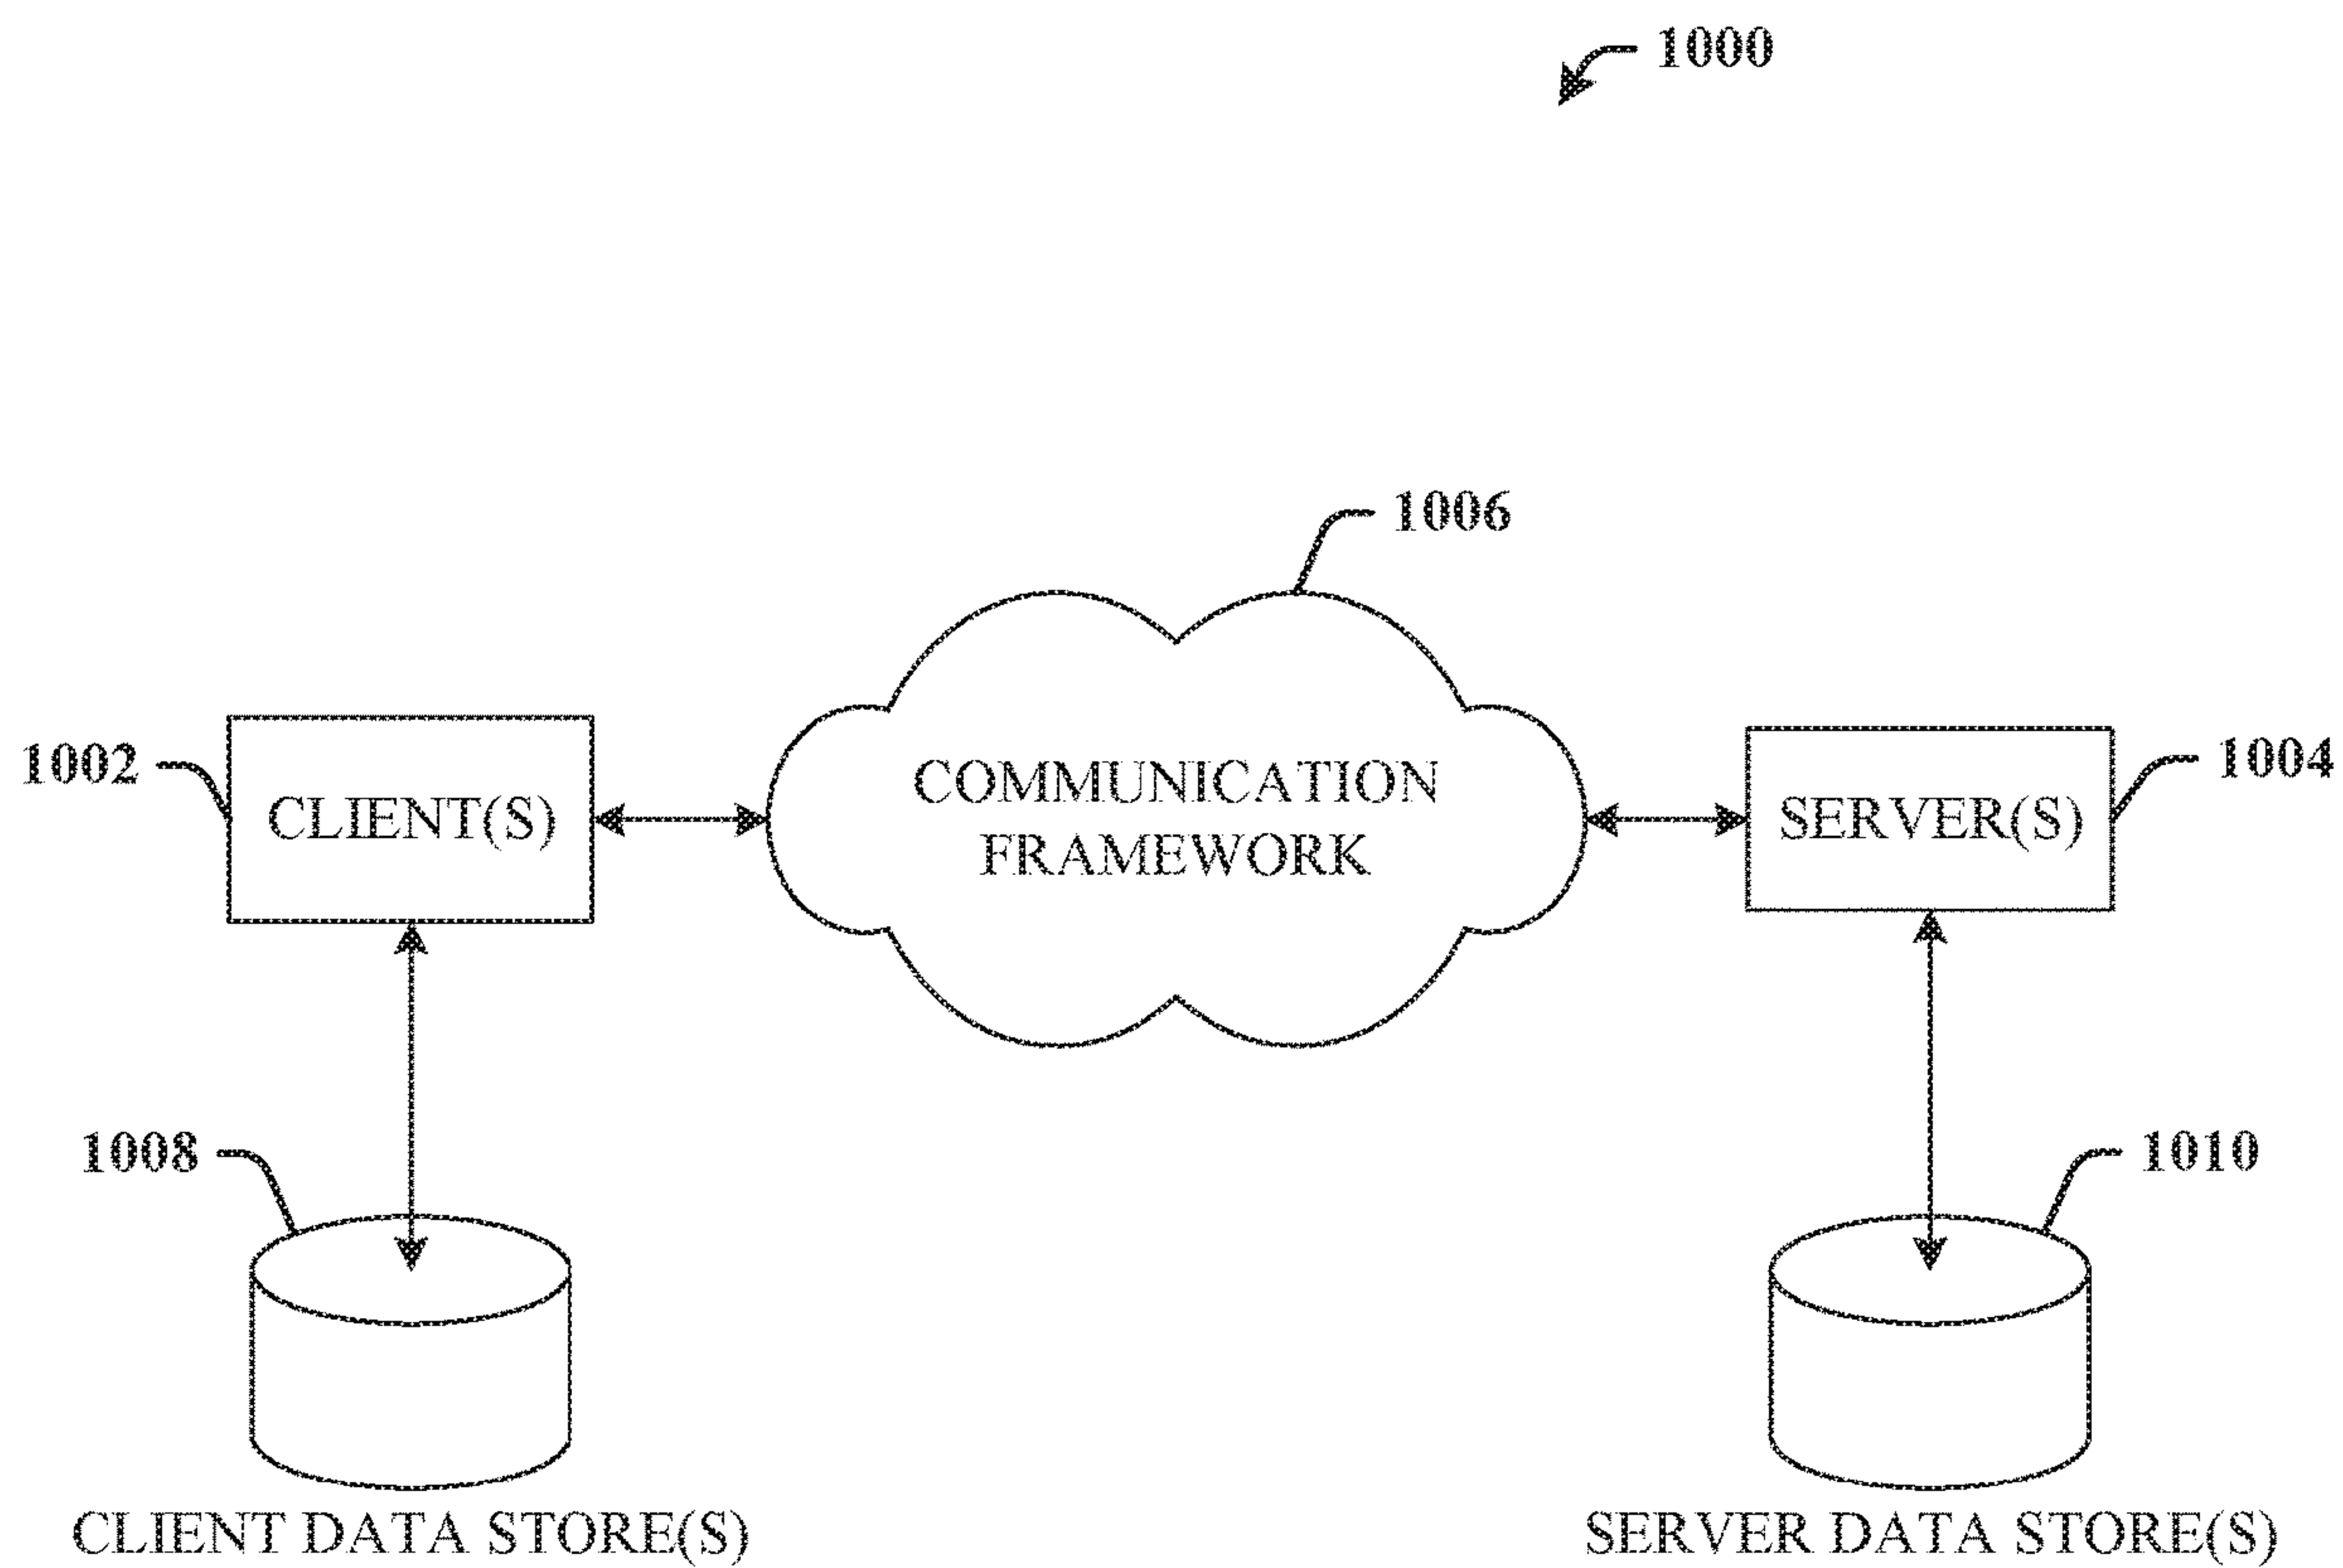 1000
1006
1002
CLIENT(S)
COMMUNICATION
FRAMEWORK
SERVER(S)
1004
1008
1010
CLIENT DATA STORE(S)
SERVER DATA STORE(S)